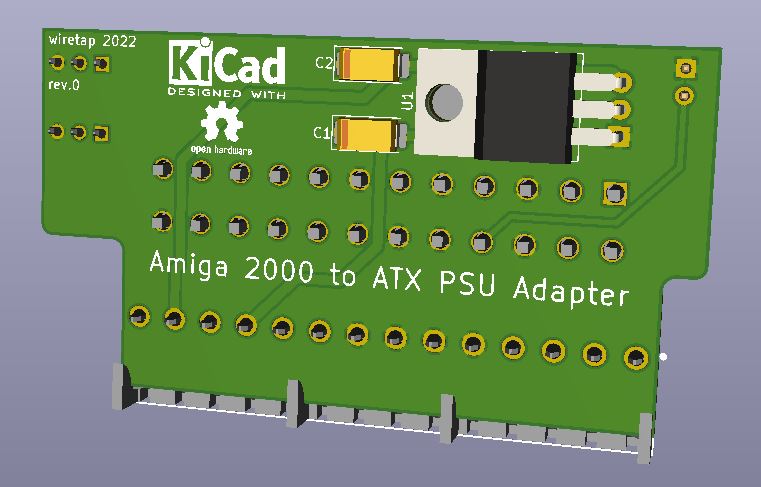 wiretap 2022
rev.0
KiCad
DESIGNED WITH
open hardware
C2
C1
U1
Amiga 2000 to ATX PSU Adapter